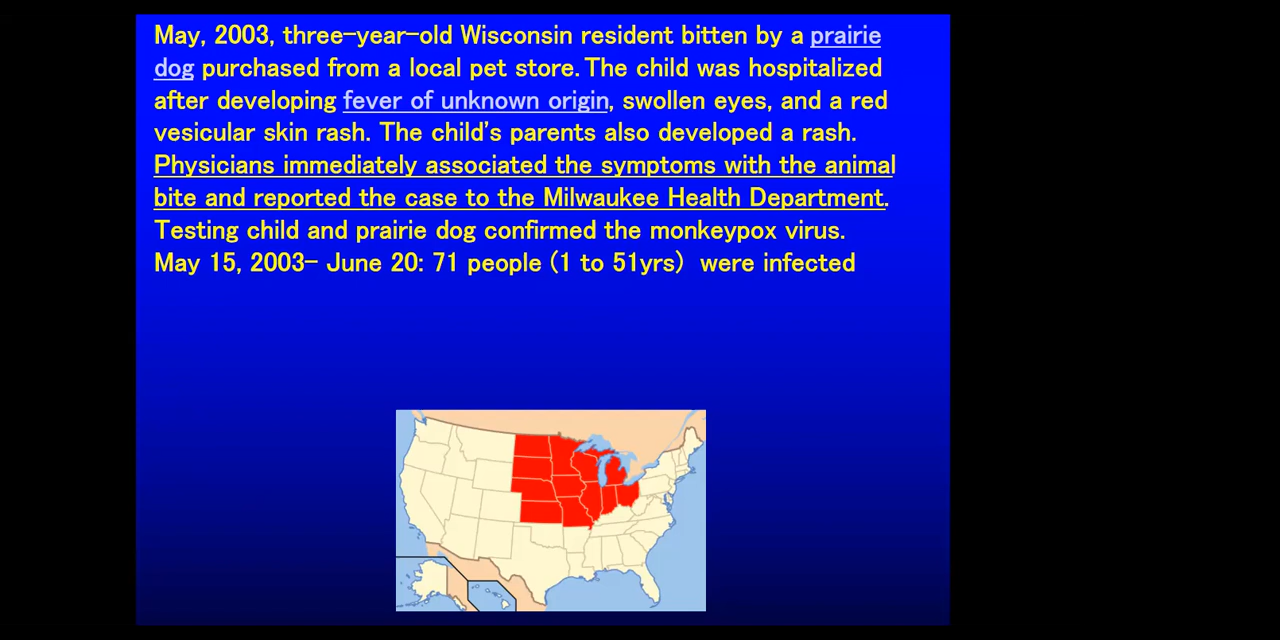 May, 2003, three-year-old Wisconsin resident bitten by a prairie
dog purchased from a local pet store. The child was hospitalized
after developing fever of unknown origin, swollen eyes, and a red
vesicular skin rash. The child's parents also developed a rash.
Physicians immediately associated the symptoms with the animal
bite and reported the case to the Milwaukee Health Department.
Testing child and prairie dog confirmed the monkeypox virus.
May 15, 2003- June 20: 71 people (1 to 51yrs) were infected